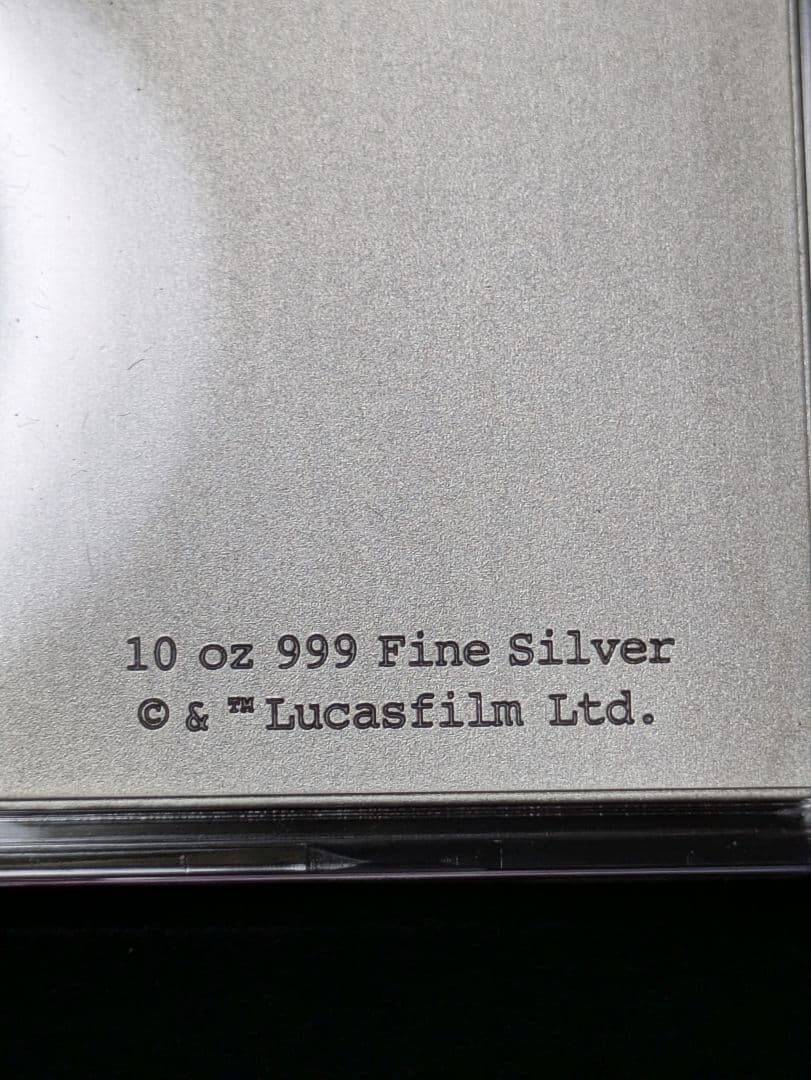 10 oz 999 Fine Silver
© & ™ Lucasfilm Ltd.